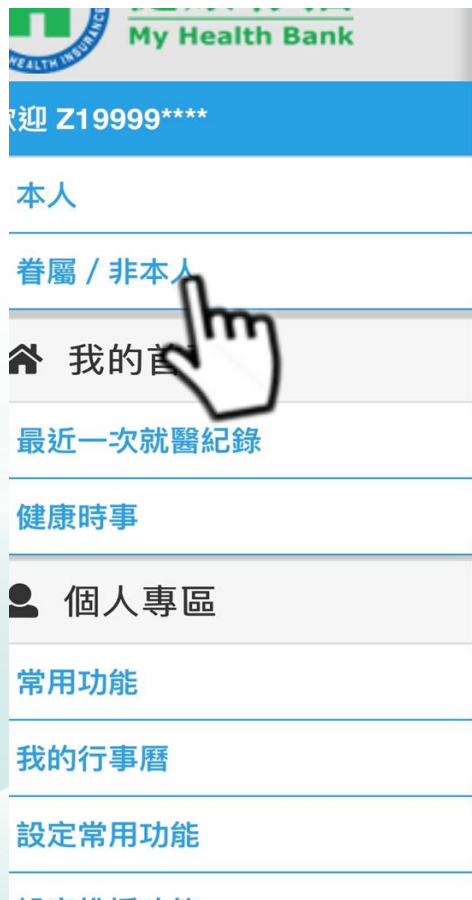 My Health Bank
HEALTH INSURANCE
迎 Z19999****
本人
眷屬 / 非本人
我的首
最近一次就醫紀錄
健康時事
個人專區
常用功能
我的行事曆
設定常用功能